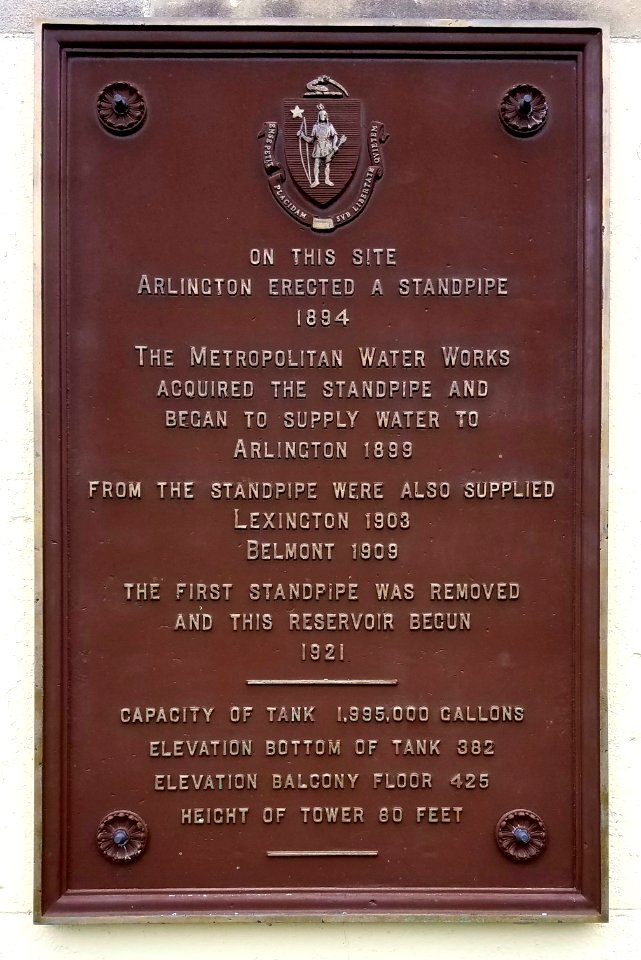 ENSE PETIT
PLACIDAM
SVB LIBERTATE
QVIETEM
ON THIS SITE
ARLINGTON ERECTED A STANDPIPE
1894
THE METROPOLITAN WATER WORKS
ACQUIRED THE STANDPIPE AND
BEGAN TO SUPPLY WATER TO
ARLINGTON 1899
FROM THE STANDPIPE WERE ALSO SUPPLIED
LEXINGTON 1903
BELMONT 1909
THE FIRST STANDPIPE WAS REMOVED
AND THIS RESERVOIR BEGUN
1921
CAPACITY OF TANK 1,995,000 GALLONS
ELEVATION BOTTOM OF TANK 382
ELEVATION BALCONY FLOOR 425
HEIGHT OF TOWER 80 FEET